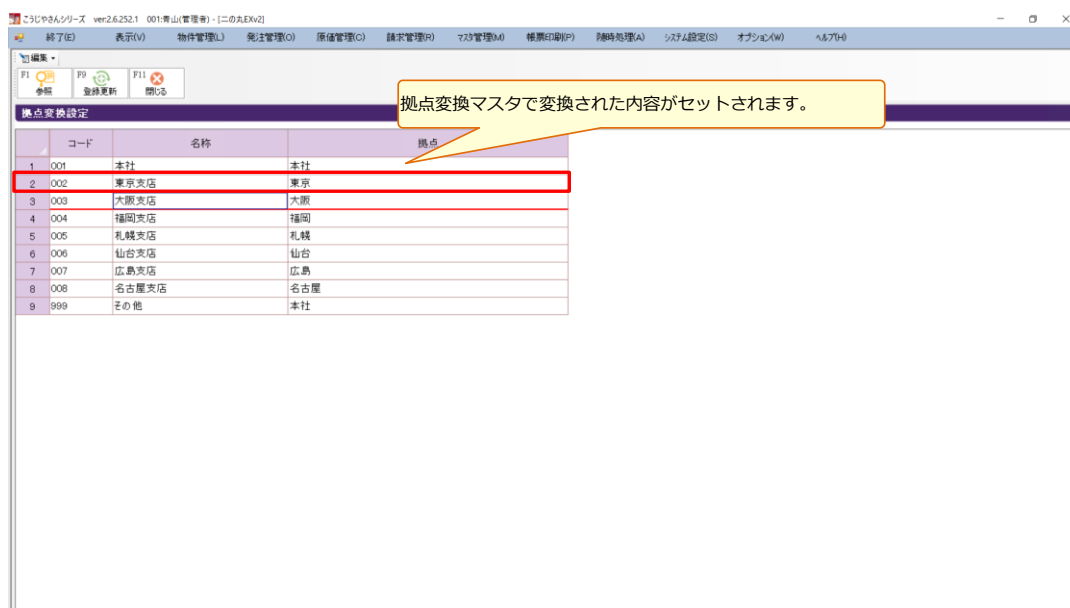 こうじやさんシリーズ ver:2.6.252.1 001:青山(管理者) - [二の丸EXv2]
終了(E) 表示(V) 物件管理(L) 発注管理(O) 原価管理(C) 請求管理(R) マスタ管理(M) 帳票印刷(P) 随時処理(A) システム設定(S) オプション(W) ヘルプ(H)
編集
F1 参照 F9 登録更新 F11 閉じる
拠点変換マスタで変換された内容がセットされます。
拠点変換設定
コード 名称 拠点
1 001 本社 本社
2 002 東京支店 東京
3 003 大阪支店 大阪
4 004 福岡支店 福岡
5 005 札幌支店 札幌
6 006 仙台支店 仙台
7 007 広島支店 広島
8 008 名古屋支店 名古屋
9 999 その他 本社